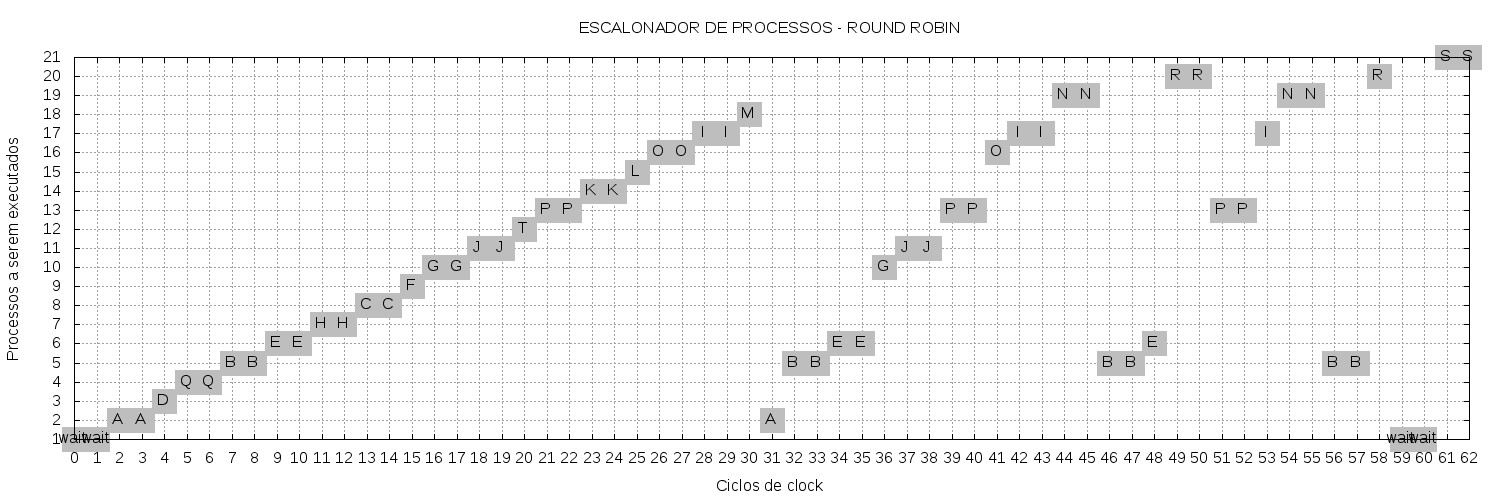 ESCALONADOR DE PROCESSOS - ROUND ROBIN
21 S S
20 R R R
19 N N N N
18 M
17 I I I I I
16 O O O
15 L
14 K K
13 P P P P P P
12 T
11 J J J J
10 G G G
9 F
8 C C
7 H H
6 E E E E E
5 B B B B B B B B
4 Q Q
3 D
2 A A A
1 wait wait wait wait
0 1 2 3 4 5 6 7 8 9 10 11 12 13 14 15 16 17 18 19 20 21 22 23 24 25 26 27 28 29 30 31 32 33 34 35 36 37 38 39 40 41 42 43 44 45 46 47 48 49 50 51 52 53 54 55 56 57 58 59 60 61 62
Ciclos de clock
Processos a serem executados